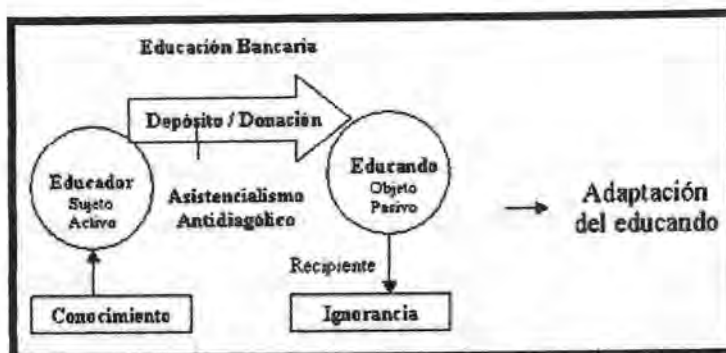 Educación Bancaria
Depósito / Donación
Educador
Sujeto
Activo
Asistencialismo
Antidiagólico
Educando
Objeto
Pasivo
Adaptación
del educando
Recipiente
Conocimiento
Ignorancia